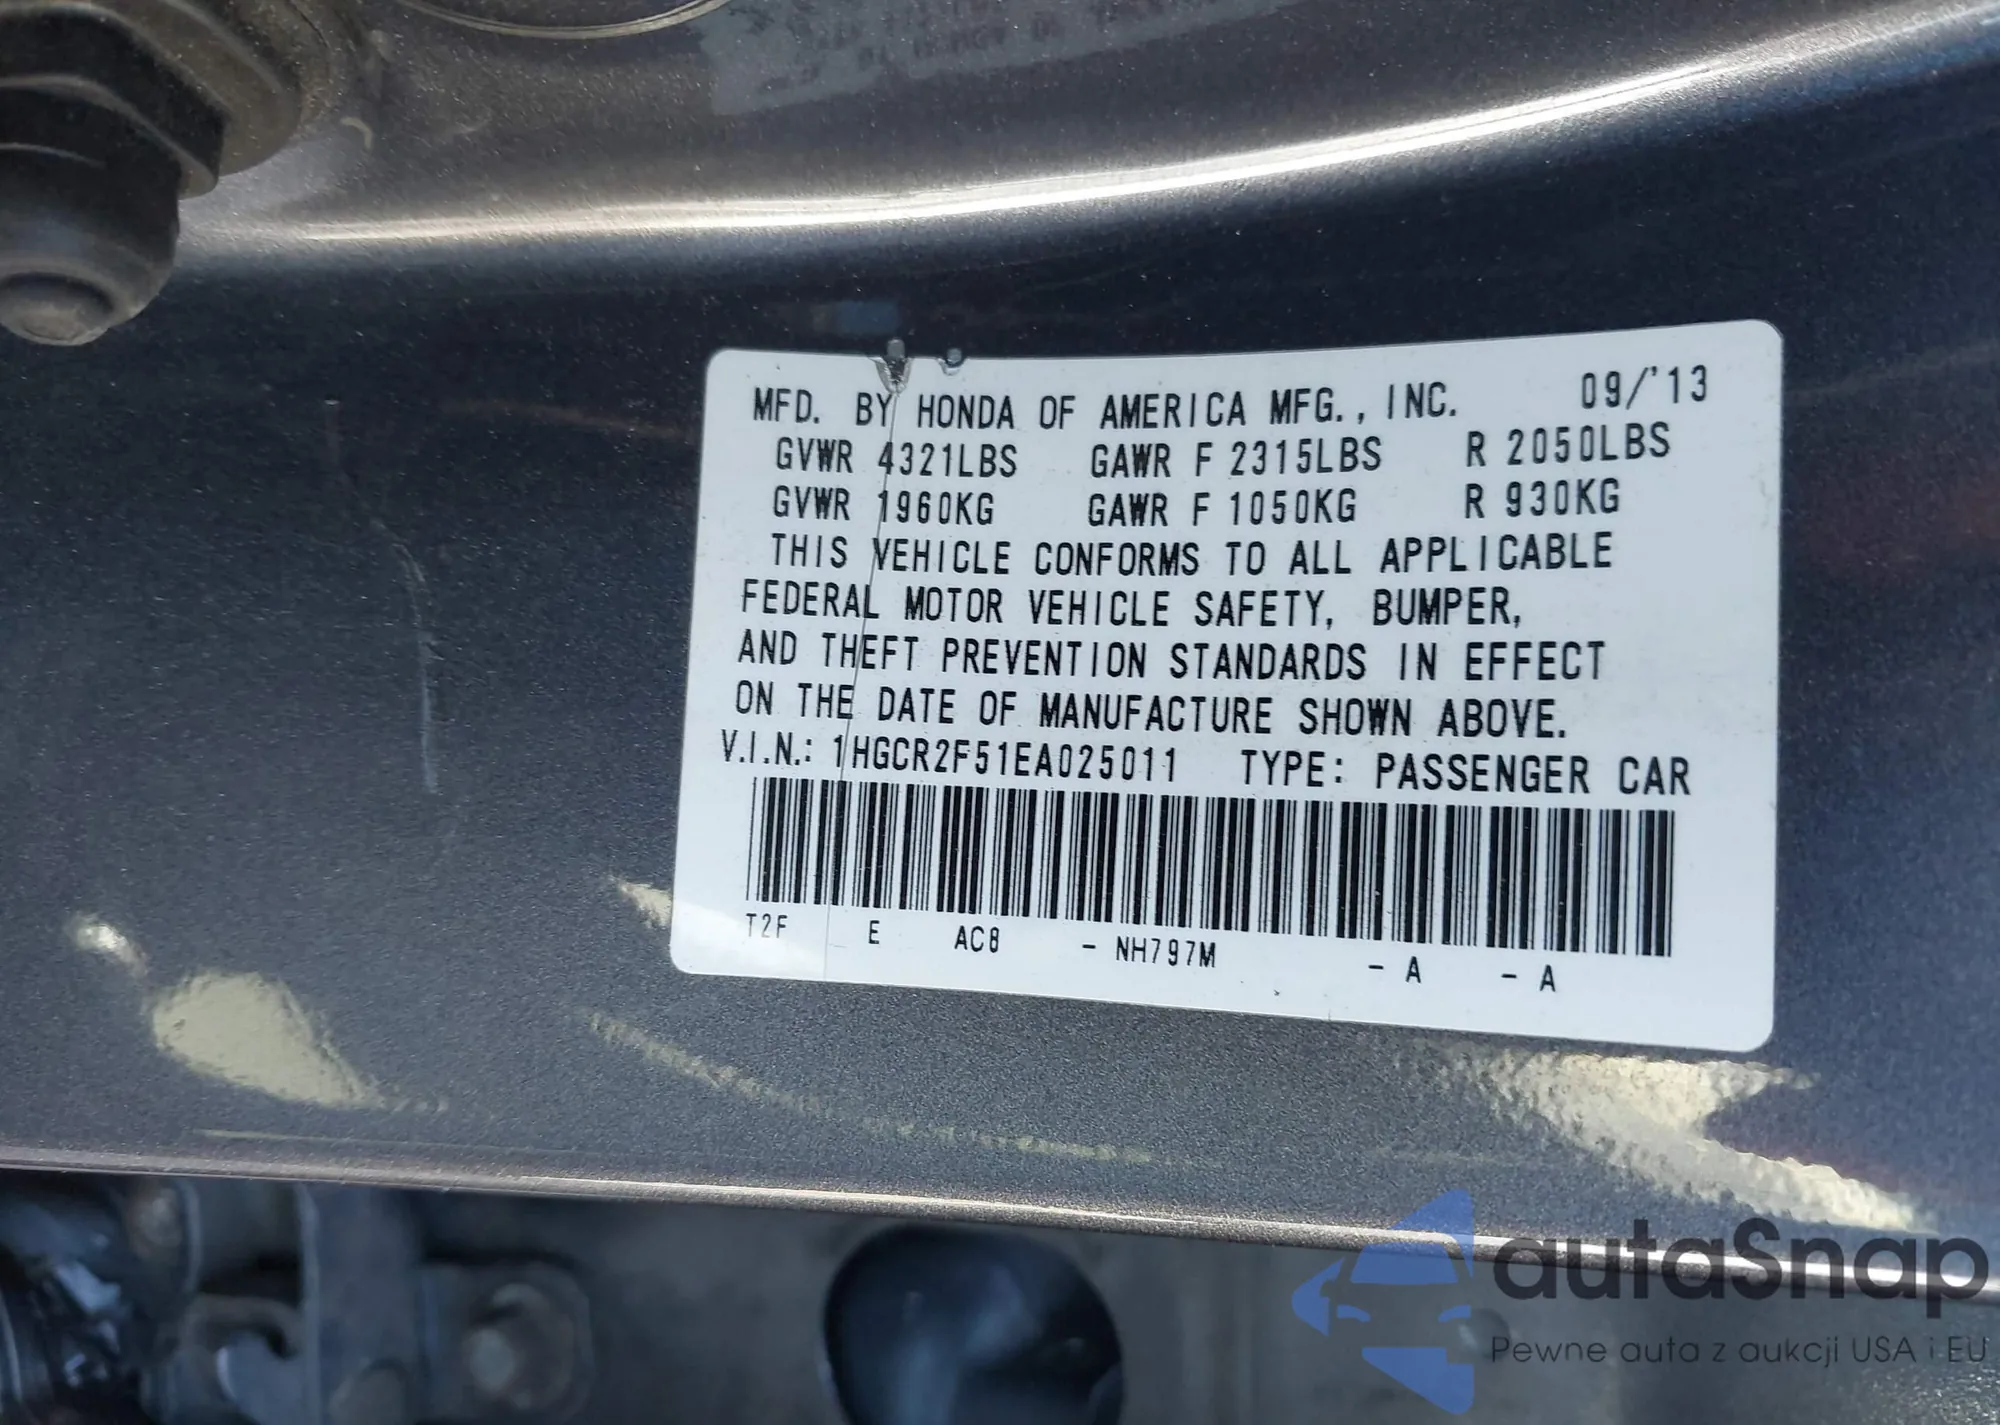 MFD. BY HONDA OF AMERICA MFG., INC. 09/'13
GVWR 4321LBS GAWR F 2315LBS R 2050LBS
GVWR 1960KG GAWR F 1050KG R 930KG
THIS VEHICLE CONFORMS TO ALL APPLICABLE
FEDERAL MOTOR VEHICLE SAFETY, BUMPER,
AND THEFT PREVENTION STANDARDS IN EFFECT
ON THE DATE OF MANUFACTURE SHOWN ABOVE.
V.I.N.: 1HGCR2F51EA025011 TYPE: PASSENGER CAR
T2F E AC8 - NH797M - A - A
autaSnap
Pewne auta z aukcji USA i EU